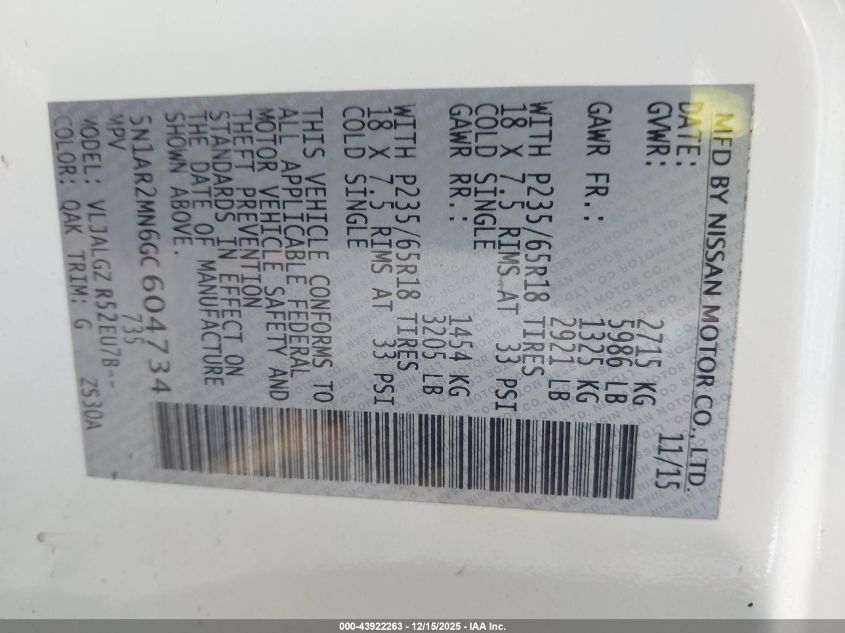 MFD BY NISSAN MOTOR CO., LTD.
DATE: 11/15
GVWR: 2715 KG
5986 LB
GAWR FR.: 1325 KG
2921 LB
WITH P235/65R18 TIRES
18 X 7.5 RIMS AT 33 PSI
COLD SINGLE
GAWR RR.: 1454 KG
3205 LB
WITH P235/65R18 TIRES
18 X 7.5 RIMS AT 33 PSI
COLD SINGLE
THIS VEHICLE CONFORMS TO
ALL APPLICABLE FEDERAL
MOTOR VEHICLE SAFETY AND
THEFT PREVENTION
STANDARDS IN EFFECT ON
THE DATE OF MANUFACTURE
SHOWN ABOVE.
5N1AR2MN6GC604734
MPV 735
MODEL: VLJALGZ R52EU7B--
COLOR: QAK TRIM: G ZS30A
000-43922263 - 12/15/2025 - IAA Inc.